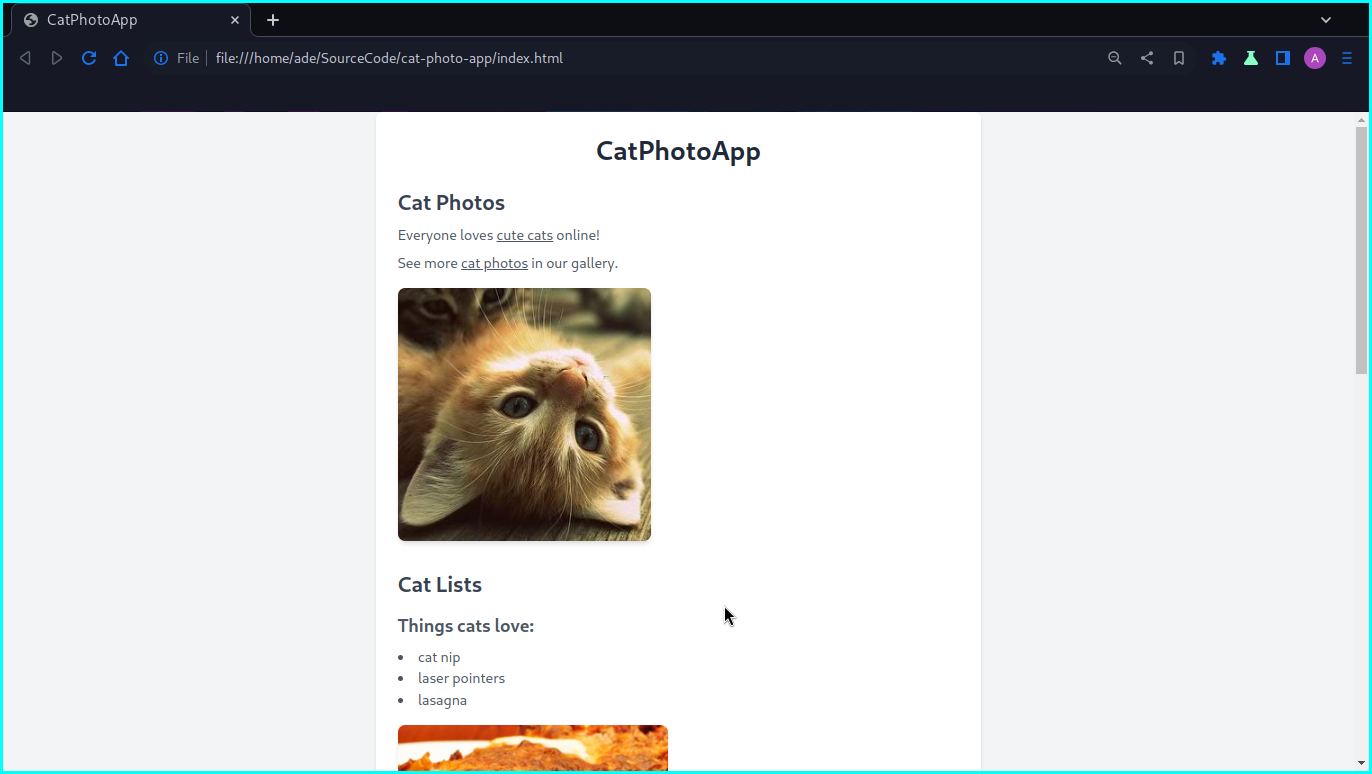 CatPhotoApp
File
file:///home/ade/SourceCode/cat-photo-app/index.html
A
CatPhotoApp
Cat Photos
Everyone loves cute cats online!
See more cat photos in our gallery.
Cat Lists
Things cats love:
cat nip
laser pointers
lasagna